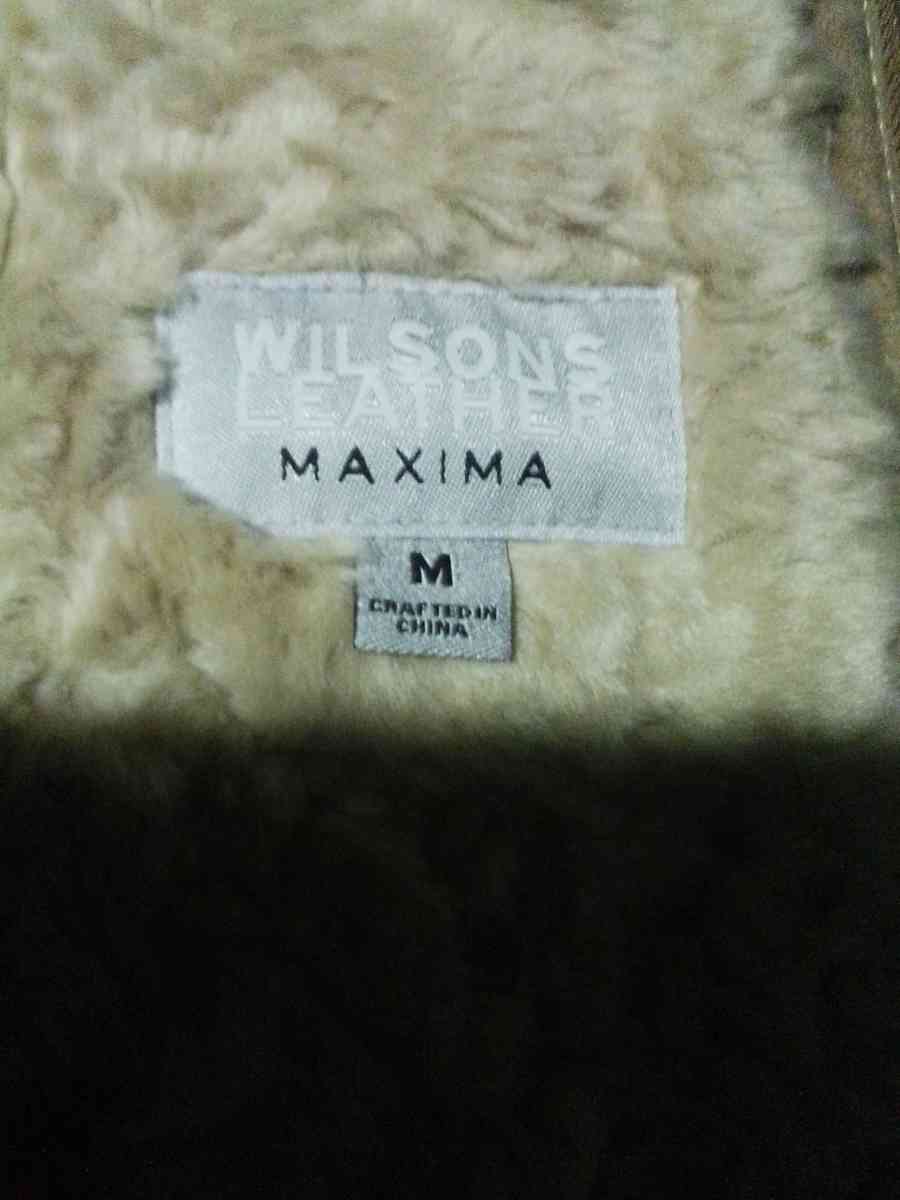 WILSONS
LEATHER
MAXIMA
M
CRAFTED IN
CHINA